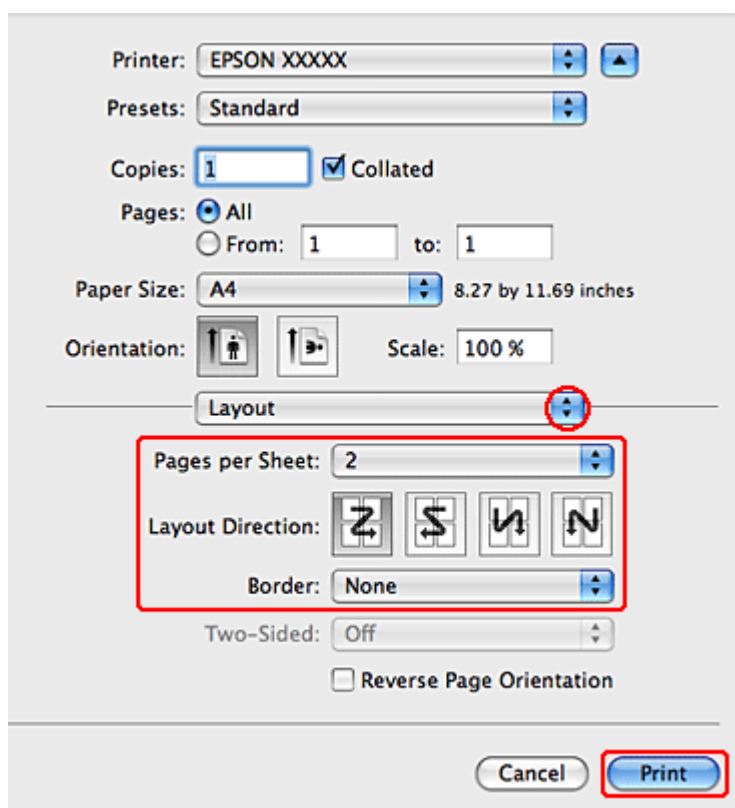 Printer: EPSON XXXXX
Presets: Standard
Copies: 1 Collated
Pages: All
From: 1 to: 1
Paper Size: A4 8.27 by 11.69 inches
Orientation: Scale: 100 %
Layout
Pages per Sheet: 2
Layout Direction:
Border: None
Two-Sided: Off
Reverse Page Orientation
Cancel Print